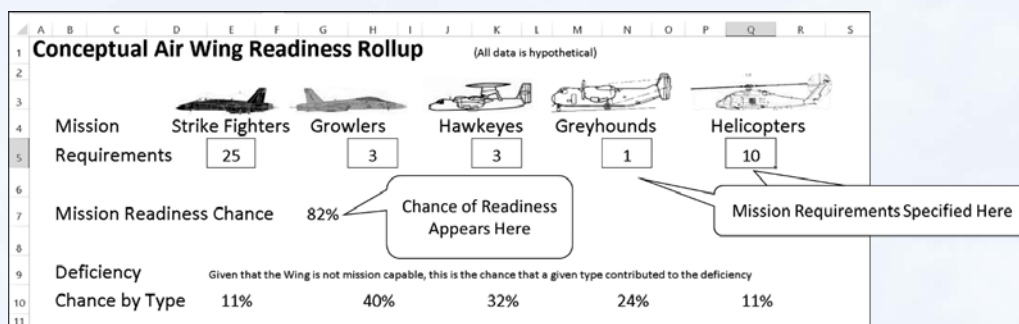 A B C D E F G H I J K L M N O P Q R S
1 Conceptual Air Wing Readiness Rollup (All data is hypothetical)
2
3
4 Mission Strike Fighters Growlers Hawkeyes Greyhounds Helicopters
5 Requirements 25 3 3 1 10
6
7 Mission Readiness Chance 82% Chance of Readiness
Appears Here
Mission Requirements Specified Here
8
9 Deficiency Given that the Wing is not mission capable, this is the chance that a given type contributed to the deficiency
10 Chance by Type 11% 40% 32% 24% 11%
11